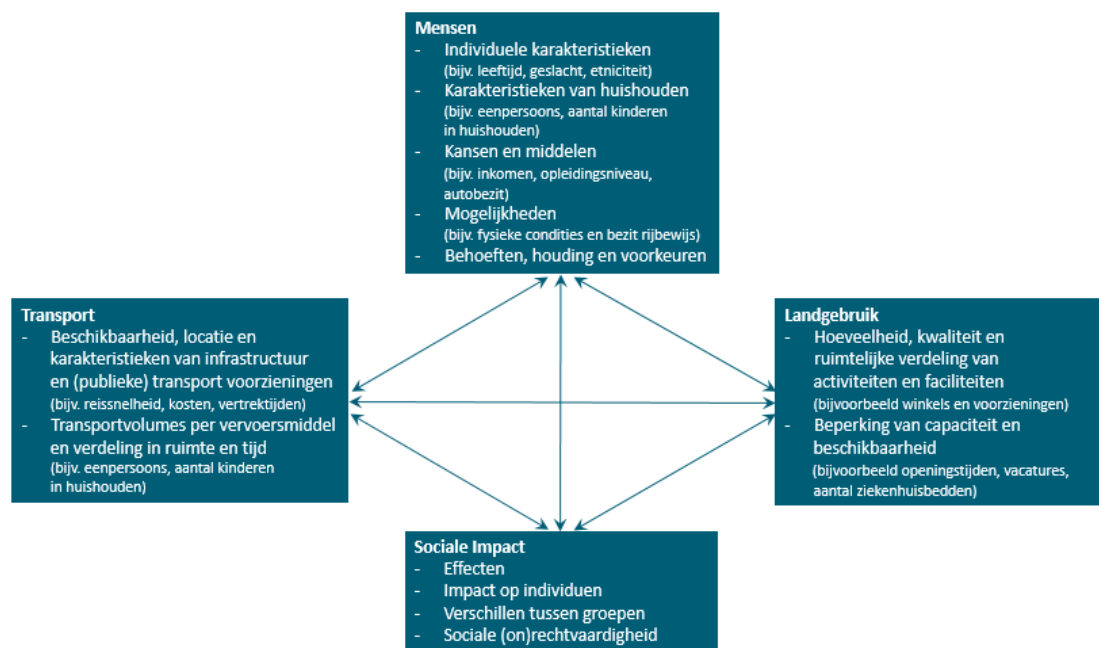 Mensen
- Individuele karakteristieken
(bijv. leeftijd, geslacht, etniciteit)
- Karakteristieken van huishouden
(bijv. eenpersoons, aantal kinderen
in huishouden)
- Kansen en middelen
(bijv. inkomen, opleidingsniveau,
autobezit)
- Mogelijkheden
(bijv. fysieke condities en bezit rijbewijs)
- Behoeften, houding en voorkeuren
Transport
- Beschikbaarheid, locatie en
karakteristieken van infrastructuur
en (publieke) transport voorzieningen
(bijv. reissnelheid, kosten, vertrektijden)
- Transportvolumes per vervoersmiddel
en verdeling in ruimte en tijd
(bijv. eenpersoons, aantal kinderen
in huishouden)
Landgebruik
- Hoeveelheid, kwaliteit en
ruimtelijke verdeling van
activiteiten en faciliteiten
(bijvoorbeeld winkels en voorzieningen)
- Beperking van capaciteit en
beschikbaarheid
(bijvoorbeeld openingstijden, vacatures,
aantal ziekenhuisbedden)
Sociale Impact
- Effecten
- Impact op individuen
- Verschillen tussen groepen
- Sociale (on)rechtvaardigheid